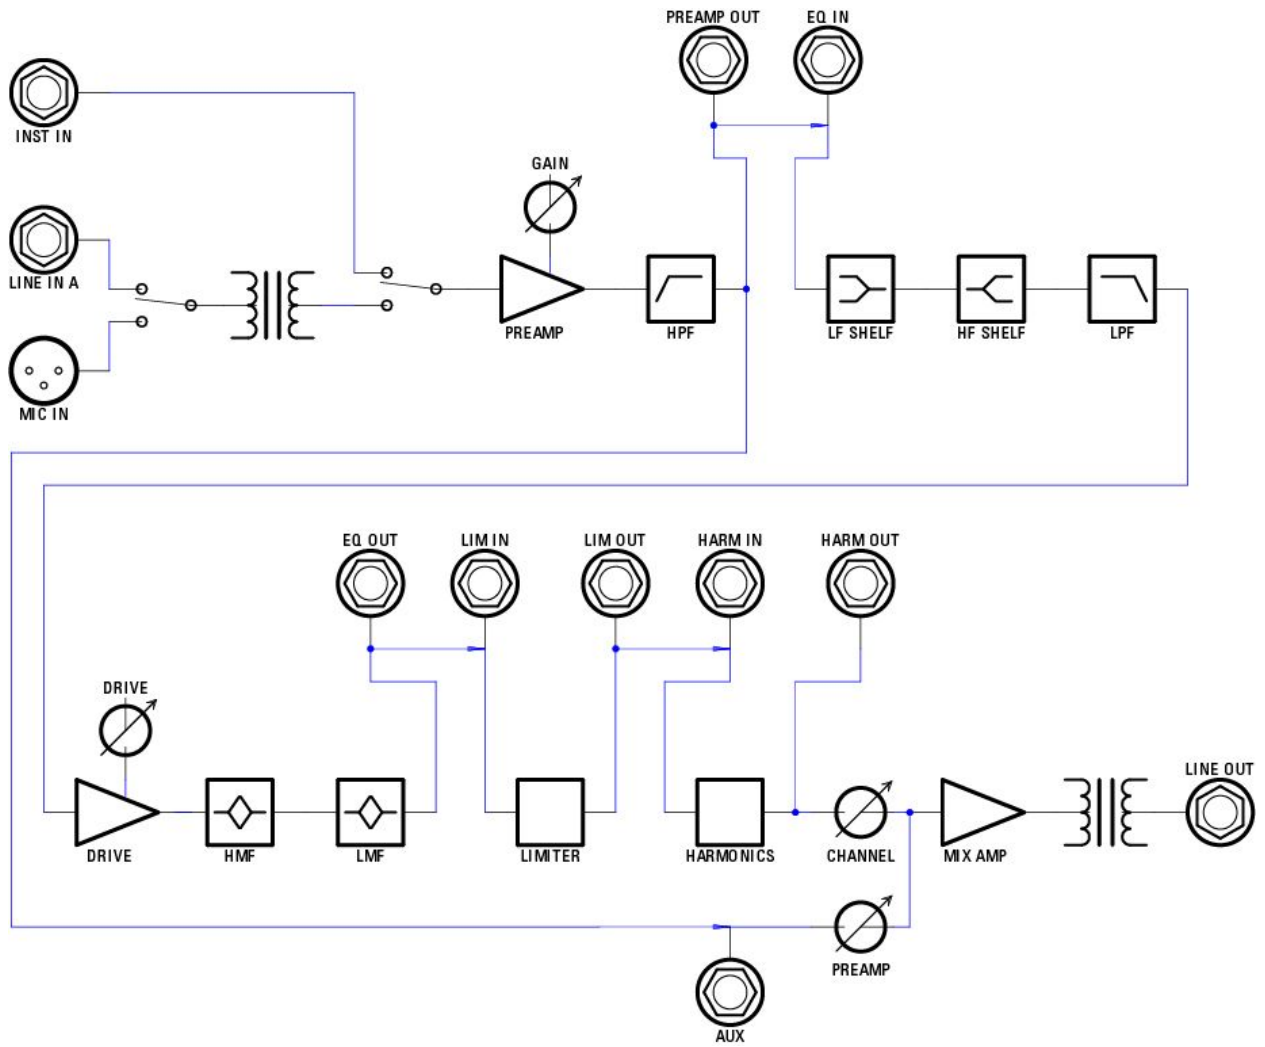 PREAMP OUT
EQ IN
INST IN
GAIN
LINE IN A
PREAMP
HPF
LF SHELF
HF SHELF
LPF
MIC IN
EQ OUT
LIM IN
LIM OUT
HARM IN
HARM OUT
DRIVE
LINE OUT
DRIVE
HMF
LMF
LIMITER
HARMONICS
CHANNEL
MIX AMP
PREAMP
AUX